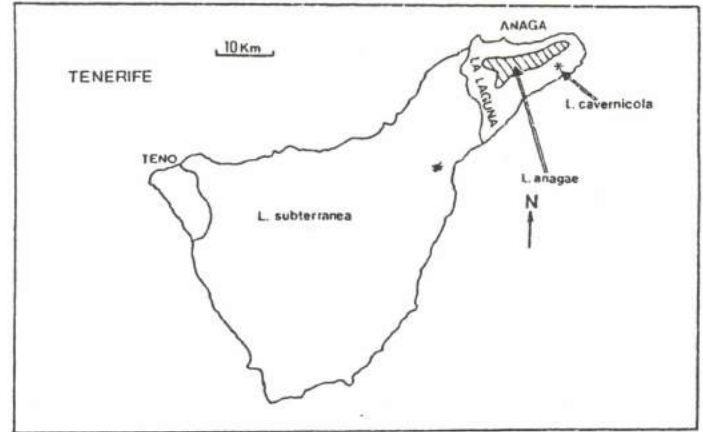 ANAGA
10 Km
TENERIFE
LA LAGUNA
L. cavernicola
TENO
L. anagae
N
L. subterranea